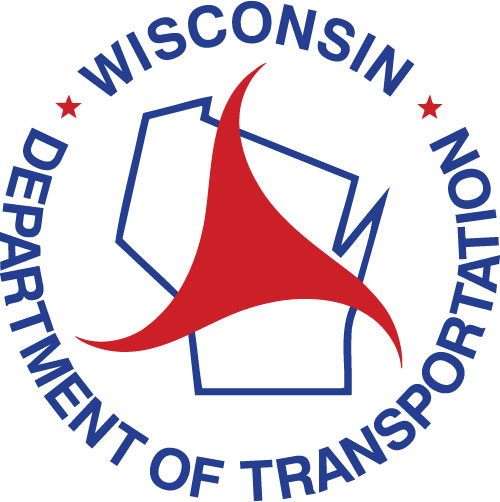 WISCONSIN
DEPARTMENT OF TRANSPORTATION